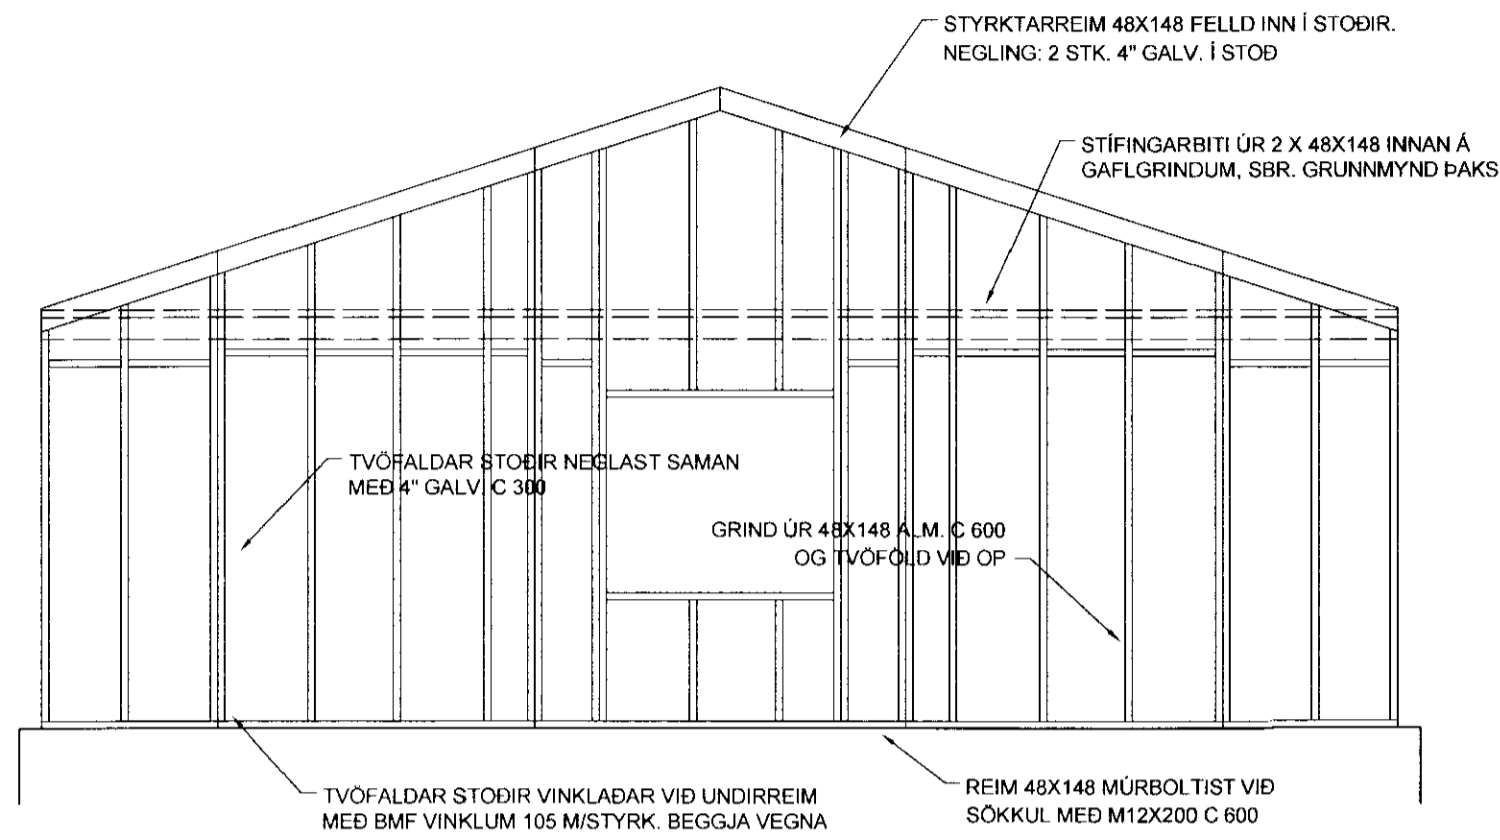 STYRKTARREIM 48X148 FELLD INN Í STOÐIR.
NEGLING: 2 STK. 4" GALV. Í STOÐ
STÍFINGARBITI ÚR 2 X 48X148 INNAN Á
GAFLGRINDUM, SBR. GRUNNMYND ÞAKS
TVÖFALDAR STOÐIR NEGLAST SAMAN
MEÐ 4" GALV. C 300
GRIND ÚR 48X148 ALM. C 600
OG TVÖFÖLD VIÐ OP
TVÖFALDAR STOÐIR VINKLAÐAR VIÐ UNDIRREIM
MEÐ BMF VINKLUM 105 M/STYRK. BEGGJA VEGNA
REIM 48X148 MÚRBOLTIST VIÐ
SÖKKUL MEÐ M12X200 C 600